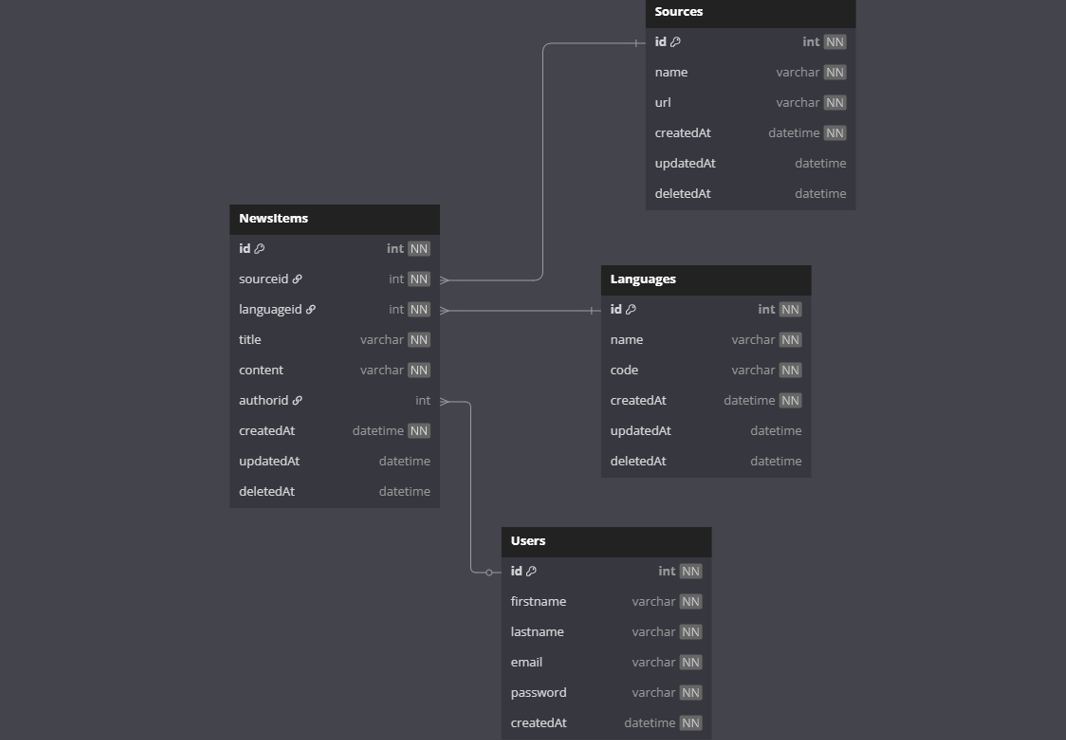 Sources
id int NN
name varchar NN
url varchar NN
createdAt datetime NN
updatedAt datetime
deletedAt datetime
NewsItems
id int NN
sourceid int NN
languageid int NN
title varchar NN
content varchar NN
authorid int
createdAt datetime NN
updatedAt datetime
deletedAt datetime
Languages
id int NN
name varchar NN
code varchar NN
createdAt datetime NN
updatedAt datetime
deletedAt datetime
Users
id int NN
firstname varchar NN
lastname varchar NN
email varchar NN
password varchar NN
createdAt datetime NN